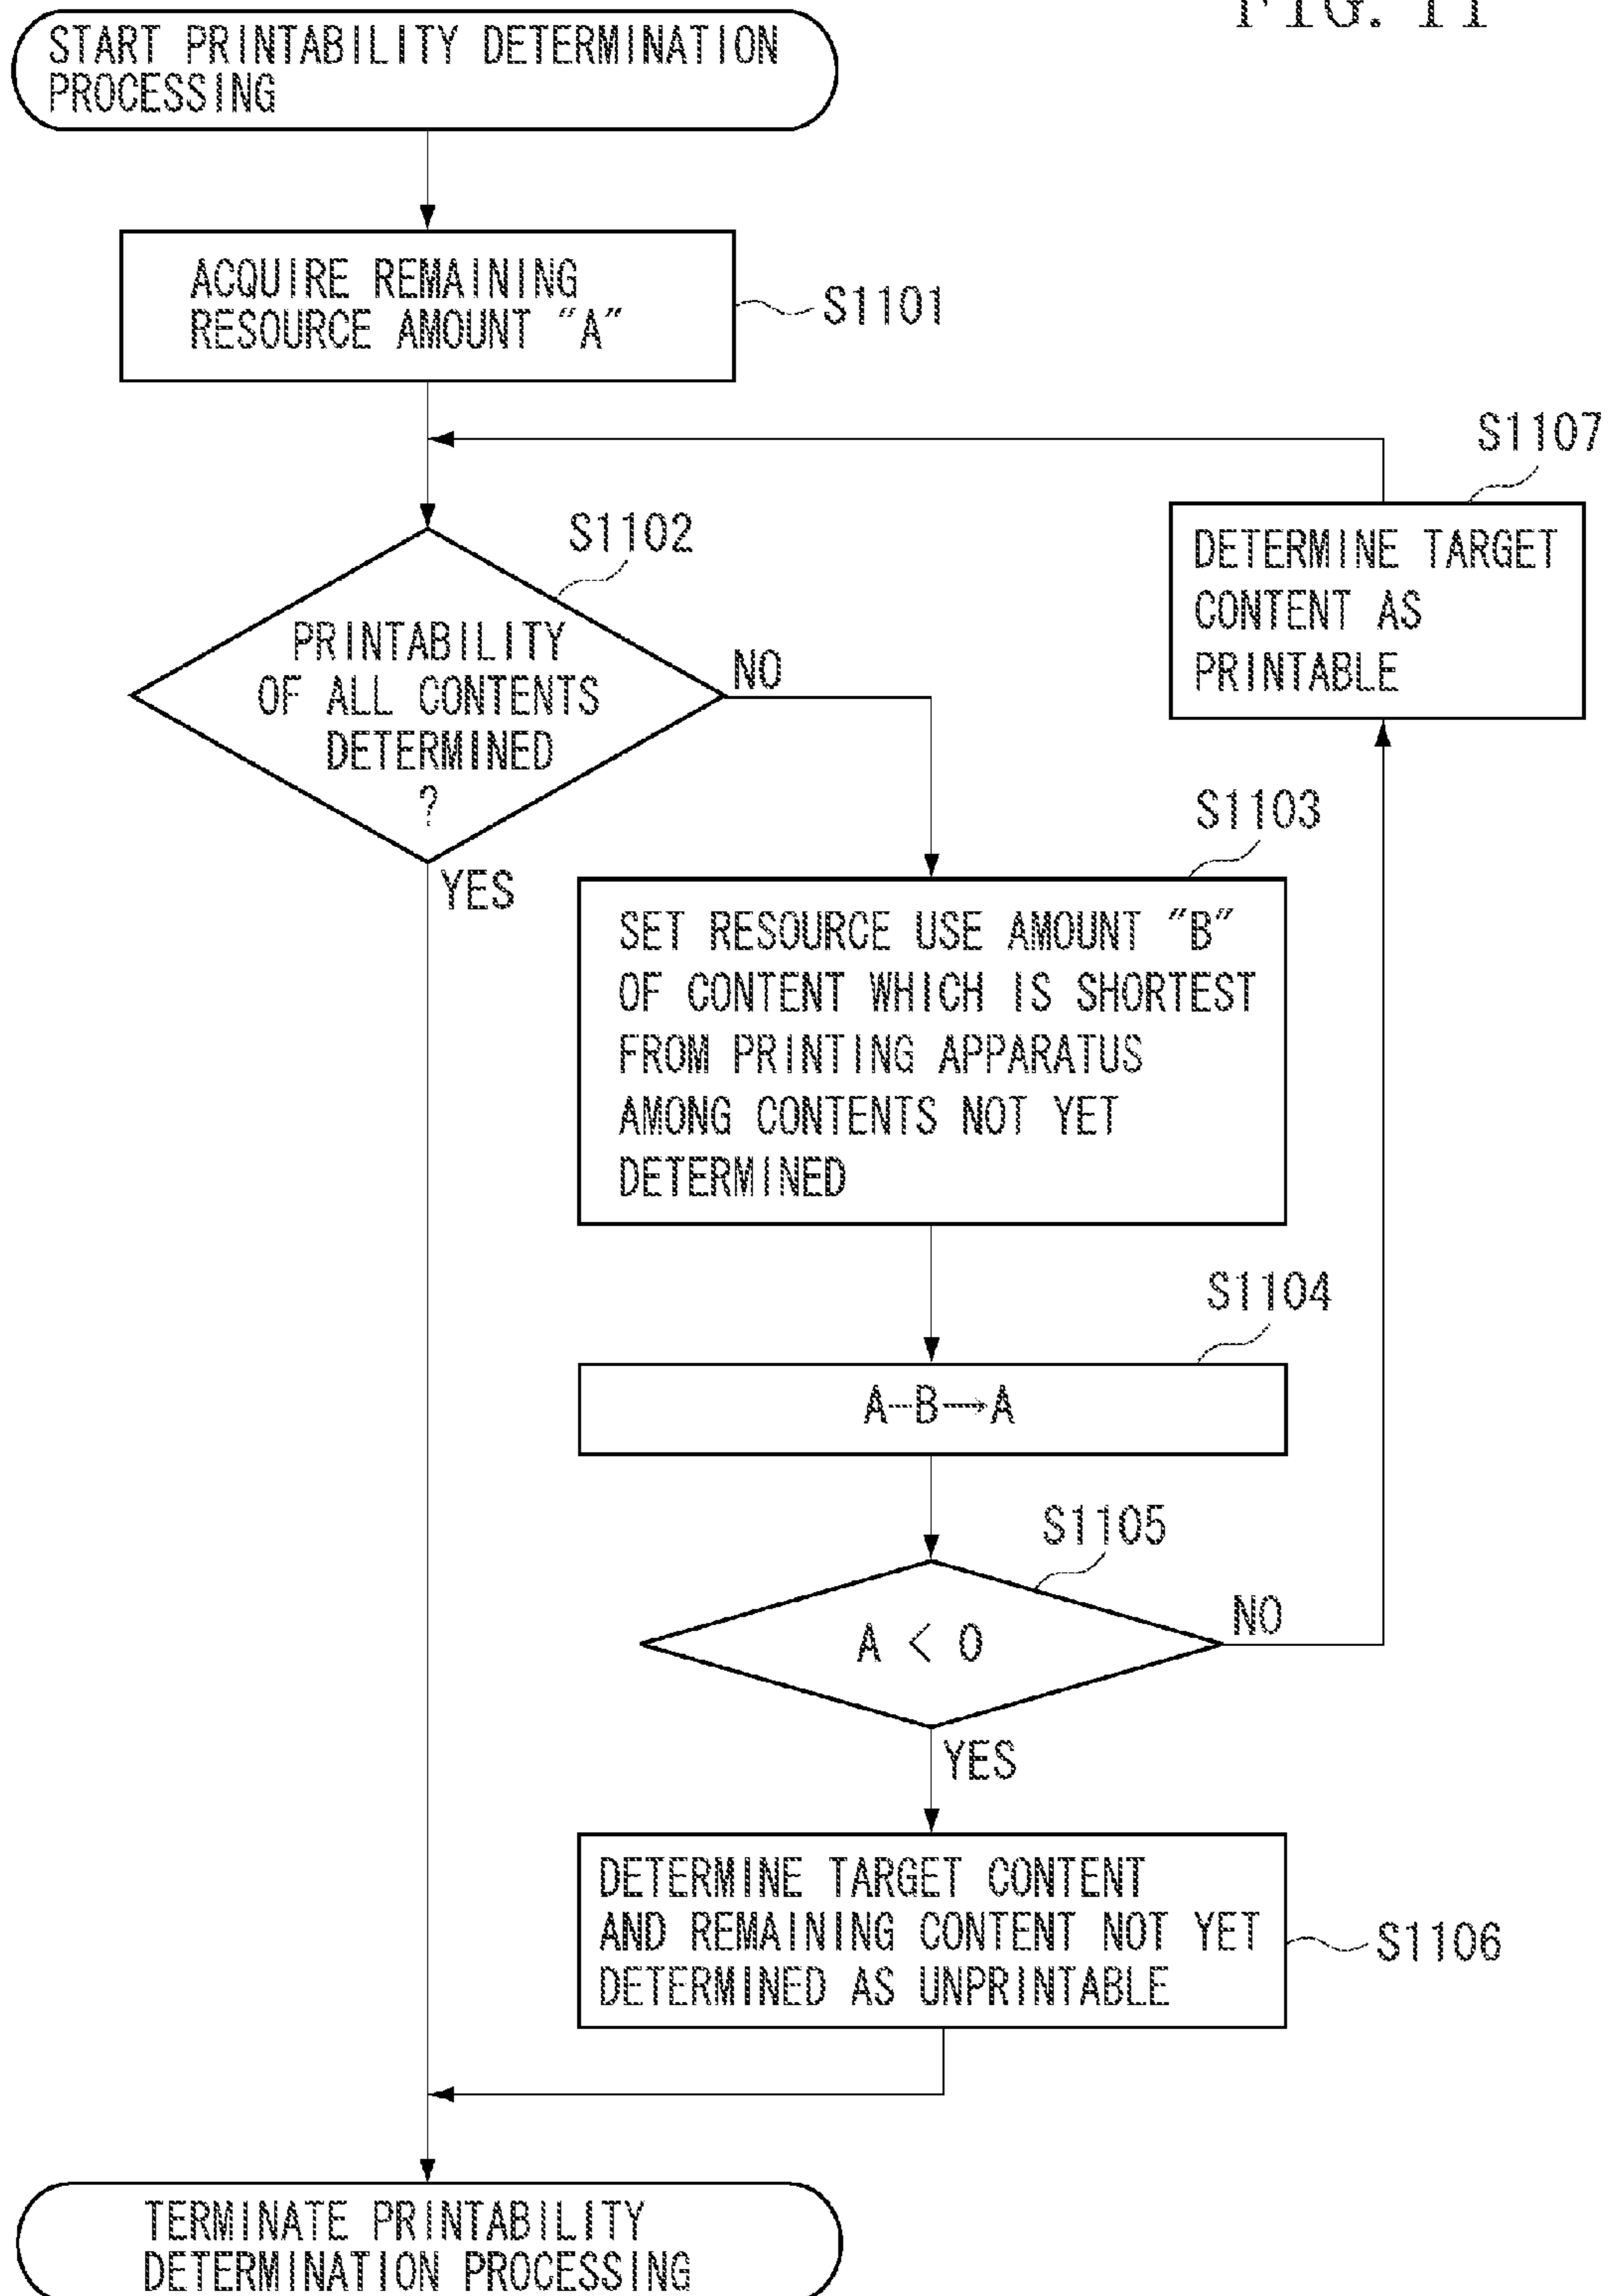 FIG. 11
START PRINTABILITY DETERMINATION
PROCESSING
ACQUIRE REMAINING
RESOURCE AMOUNT "A"
S1101
S1107
DETERMINE TARGET
CONTENT AS
PRINTABLE
S1102
PRINTABILITY
OF ALL CONTENTS
DETERMINED
?
NO
YES
S1103
SET RESOURCE USE AMOUNT "B"
OF CONTENT WHICH IS SHORTEST
FROM PRINTING APPARATUS
AMONG CONTENTS NOT YET
DETERMINED
S1104
A-B→A
S1105
A < 0
NO
YES
DETERMINE TARGET CONTENT
AND REMAINING CONTENT NOT YET
DETERMINED AS UNPRINTABLE
S1106
TERMINATE PRINTABILITY
DETERMINATION PROCESSING